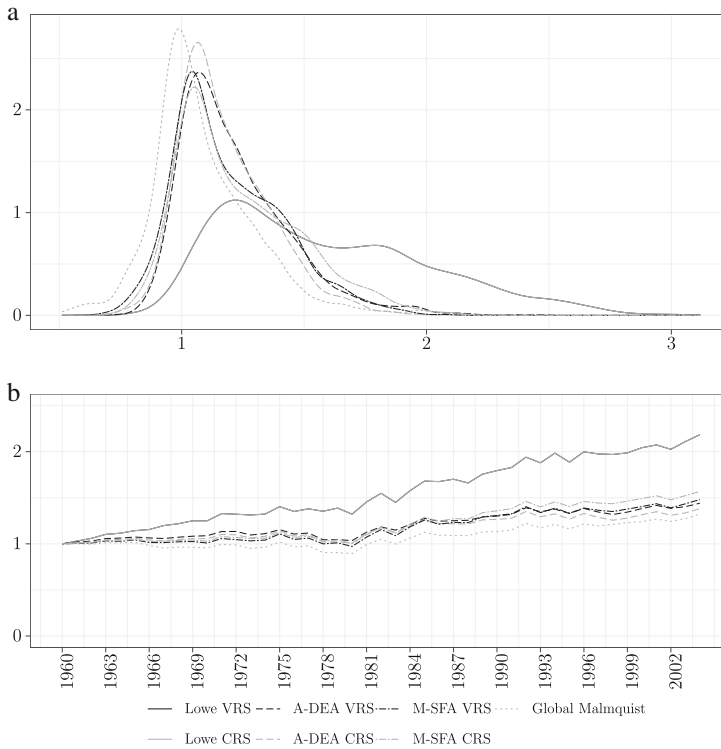 a
2
1
0
1 2 3
b
2
1
0
1960 1963 1966 1969 1972 1975 1978 1981 1984 1987 1990 1993 1996 1999 2002
Lowe VRS A-DEA VRS M-SFA VRS Global Malmquist
Lowe CRS A-DEA CRS M-SFA CRS